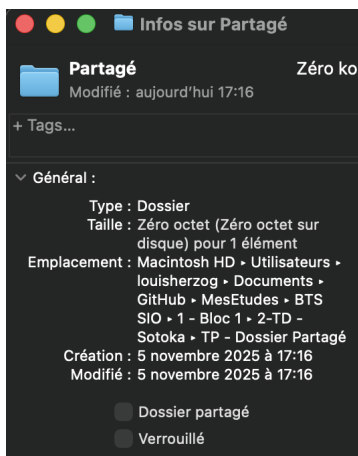 Infos sur Partagé
Partagé Zéro ko
Modifié : aujourd'hui 17:16
+ Tags...
Général :
Type : Dossier
Taille : Zéro octet (Zéro octet sur
disque) pour 1 élément
Emplacement : Macintosh HD ▸ Utilisateurs ▸
louisherzog ▸ Documents ▸
GitHub ▸ MesEtudes ▸ BTS
SIO ▸ 1 - Bloc 1 ▸ 2-TD -
Sotoka ▸ TP - Dossier Partagé
Création : 5 novembre 2025 à 17:16
Modifié : 5 novembre 2025 à 17:16
Dossier partagé
Verrouillé